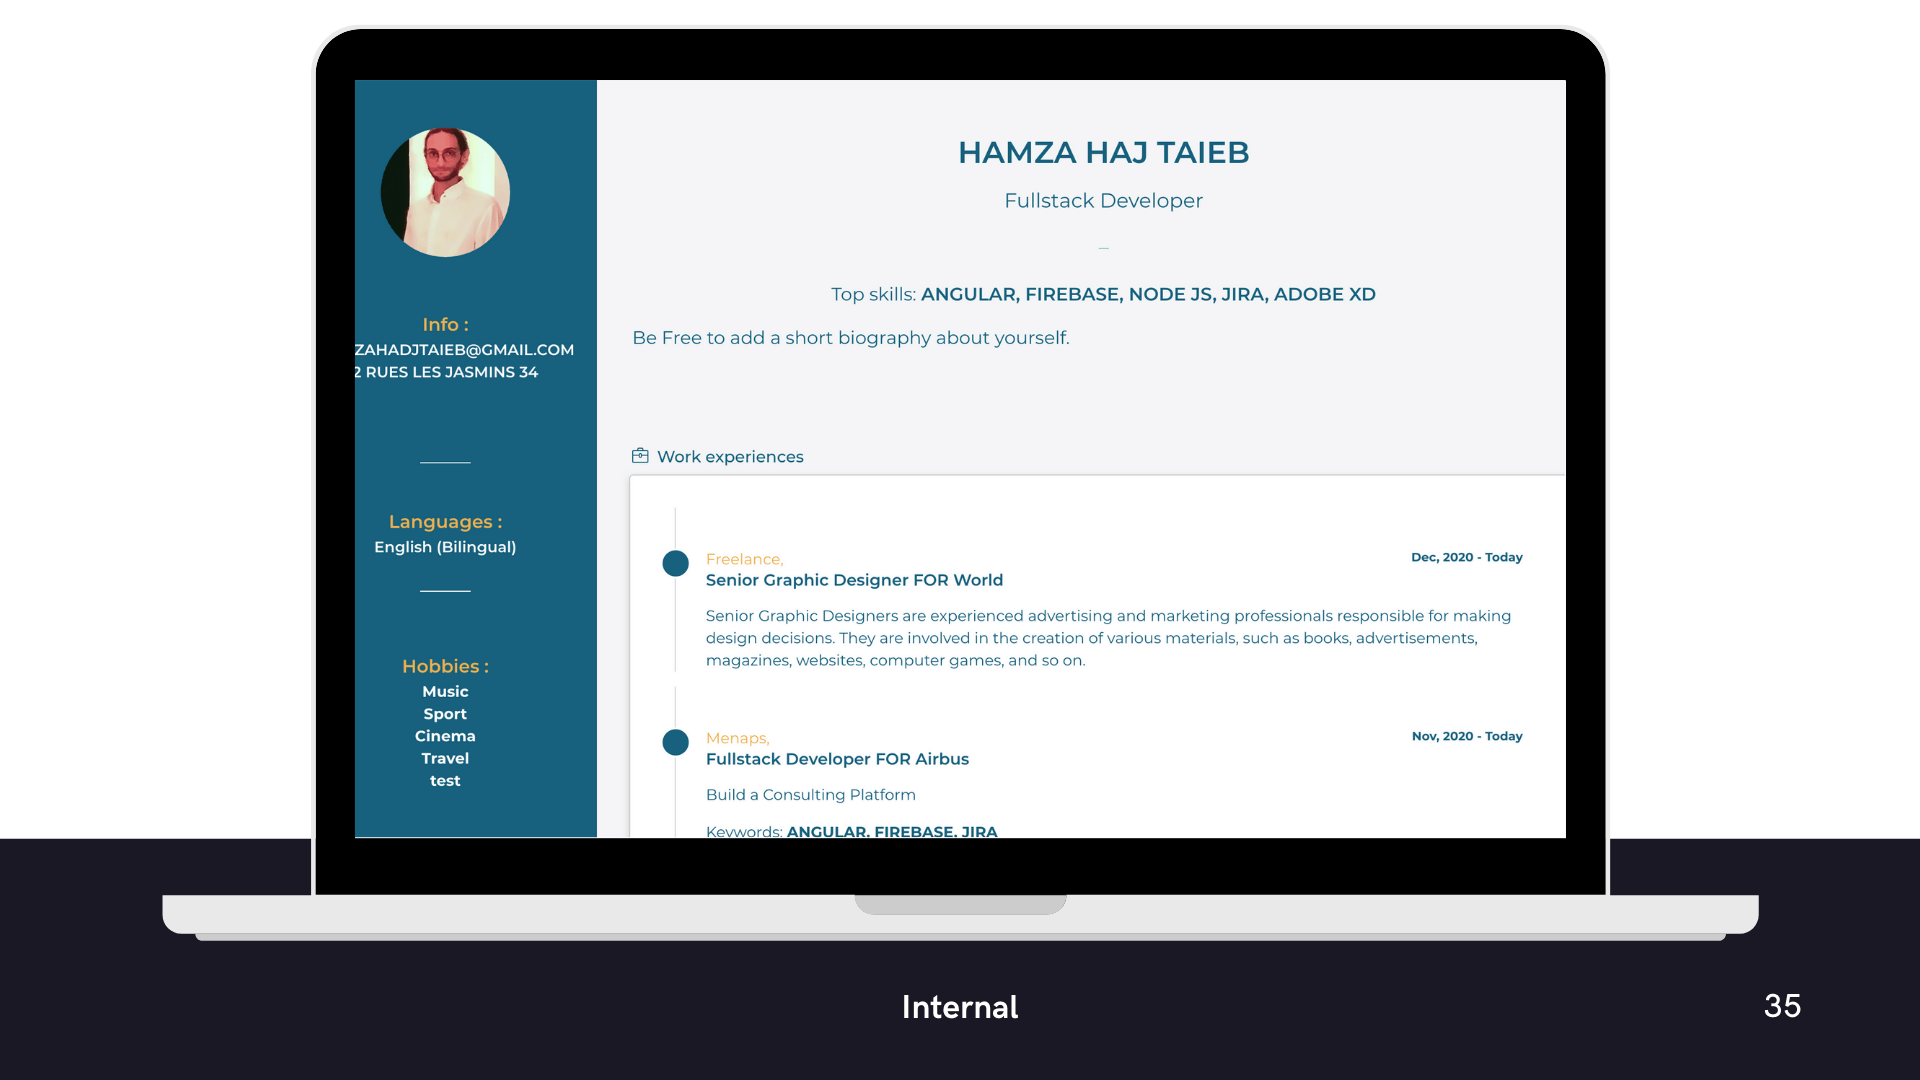 HAMZA HAJ TAIEB
Fullstack Developer
Top skills: ANGULAR, FIREBASE, NODE JS, JIRA, ADOBE XD
Be Free to add a short biography about yourself.
Info :
ZAHADJTAIEB@GMAIL.COM
2 RUES LES JASMINS 34
Languages :
English (Bilingual)
Hobbies :
Music
Sport
Cinema
Travel
test
Work experiences
Freelance,
Dec, 2020 - Today
Senior Graphic Designer FOR World
Senior Graphic Designers are experienced advertising and marketing professionals responsible for making
design decisions. They are involved in the creation of various materials, such as books, advertisements,
magazines, websites, computer games, and so on.
Menaps,
Nov, 2020 - Today
Fullstack Developer FOR Airbus
Build a Consulting Platform
Keywords: ANGULAR, FIREBASE, JIRA
Internal
35